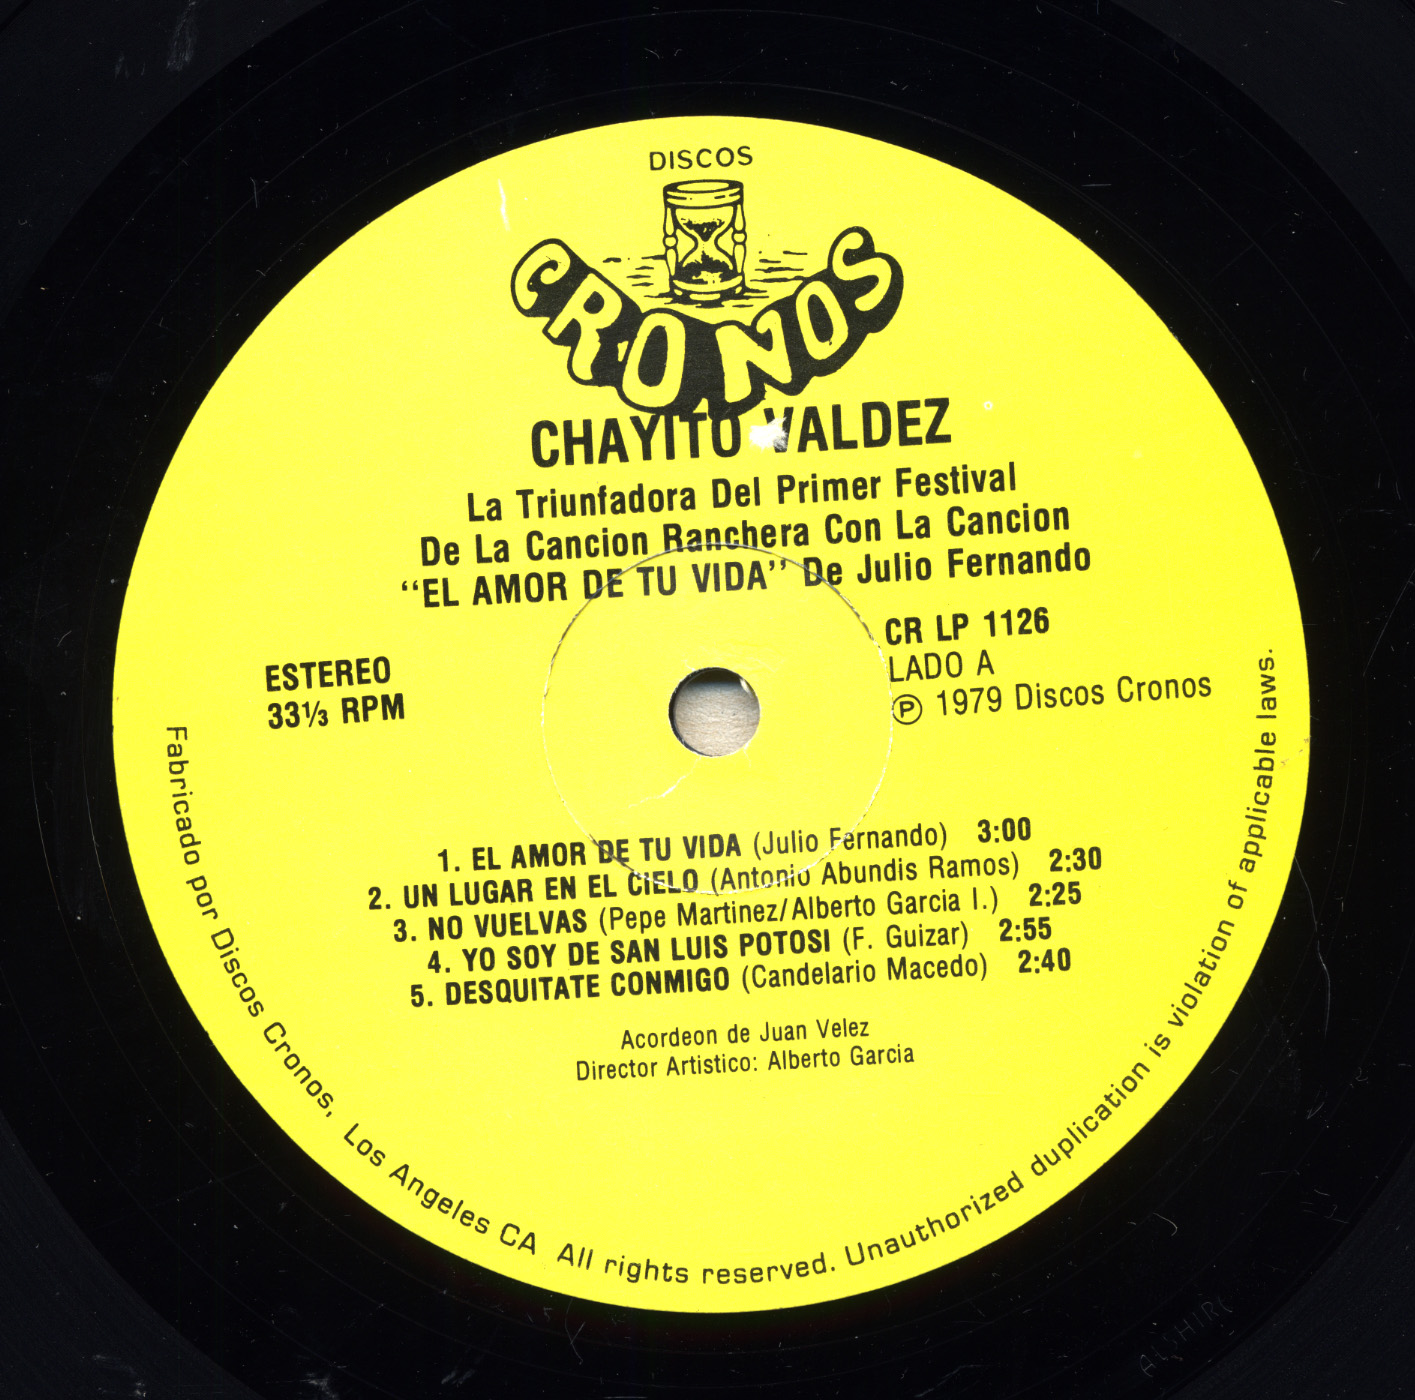 DISCOS
CRONOS
CHAYITO VALDEZ
La Triunfadora Del Primer Festival
De La Cancion Ranchera Con La Cancion
“EL AMOR DE TU VIDA” De Julio Fernando
ESTEREO
33⅓ RPM
CR LP 1126
LADO A
Ⓟ 1979 Discos Cronos
1. EL AMOR DE TU VIDA (Julio Fernando) 3:00
2. UN LUGAR EN EL CIELO (Antonio Abundis Ramos) 2:30
3. NO VUELVAS (Pepe Martinez/Alberto Garcia I.) 2:25
4. YO SOY DE SAN LUIS POTOSI (F. Guizar) 2:55
5. DESQUITATE CONMIGO (Candelario Macedo) 2:40
Acordeon de Juan Velez
Director Artistico: Alberto Garcia
Fabricado por Discos Cronos, Los Angeles CA All rights reserved. Unauthorized duplication is violation of applicable laws.